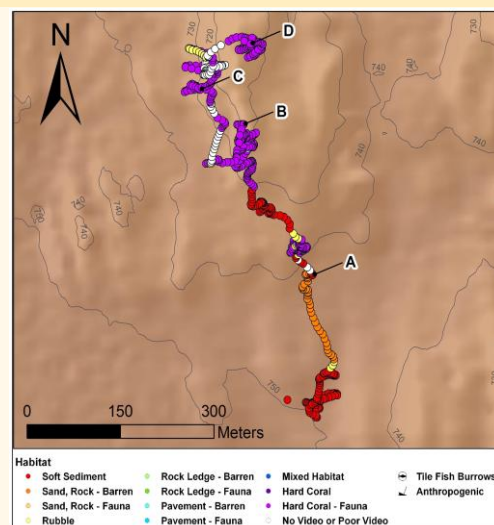 N
730
720
740
D
C
B
740
740
740
750
740
A
750
740
0 150 300
Meters
Habitat
Soft Sediment Rock Ledge - Barren Mixed Habitat Tile Fish Burrows
Sand, Rock - Barren Rock Ledge - Fauna Hard Coral Anthropogenic
Sand, Rock - Fauna Pavement - Barren Hard Coral - Fauna
Rubble Pavement - Fauna No Video or Poor Video